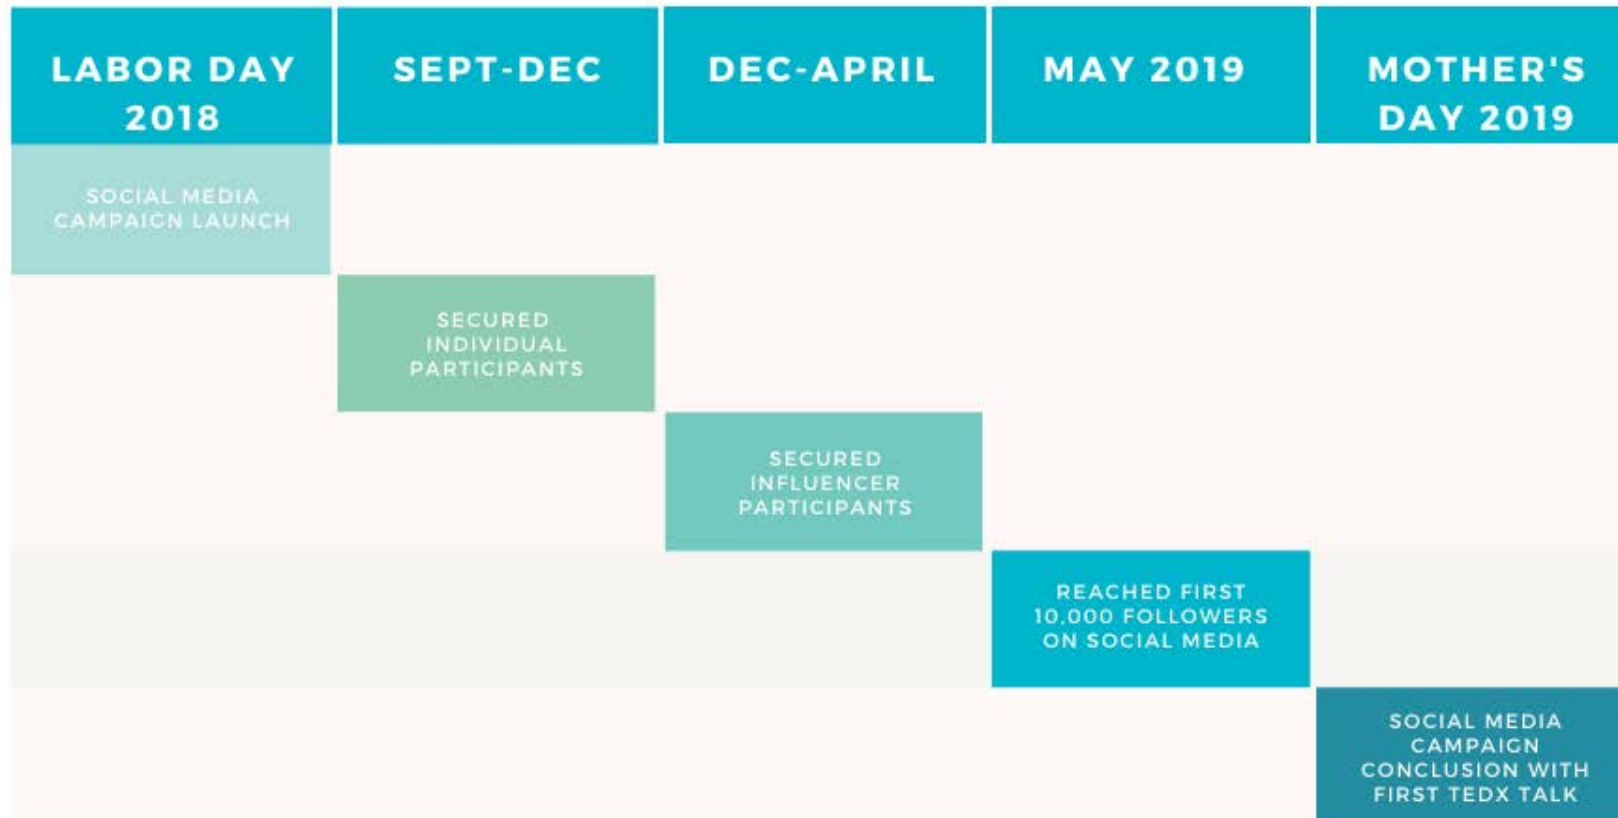 LABOR DAY
2018
SEPT-DEC
DEC-APRIL
MAY 2019
MOTHER'S
DAY 2019
SOCIAL MEDIA
CAMPAIGN LAUNCH
SECURED
INDIVIDUAL
PARTICIPANTS
SECURED
INFLUENCER
PARTICIPANTS
REACHED FIRST
10,000 FOLLOWERS
ON SOCIAL MEDIA
SOCIAL MEDIA
CAMPAIGN
CONCLUSION WITH
FIRST TEDX TALK